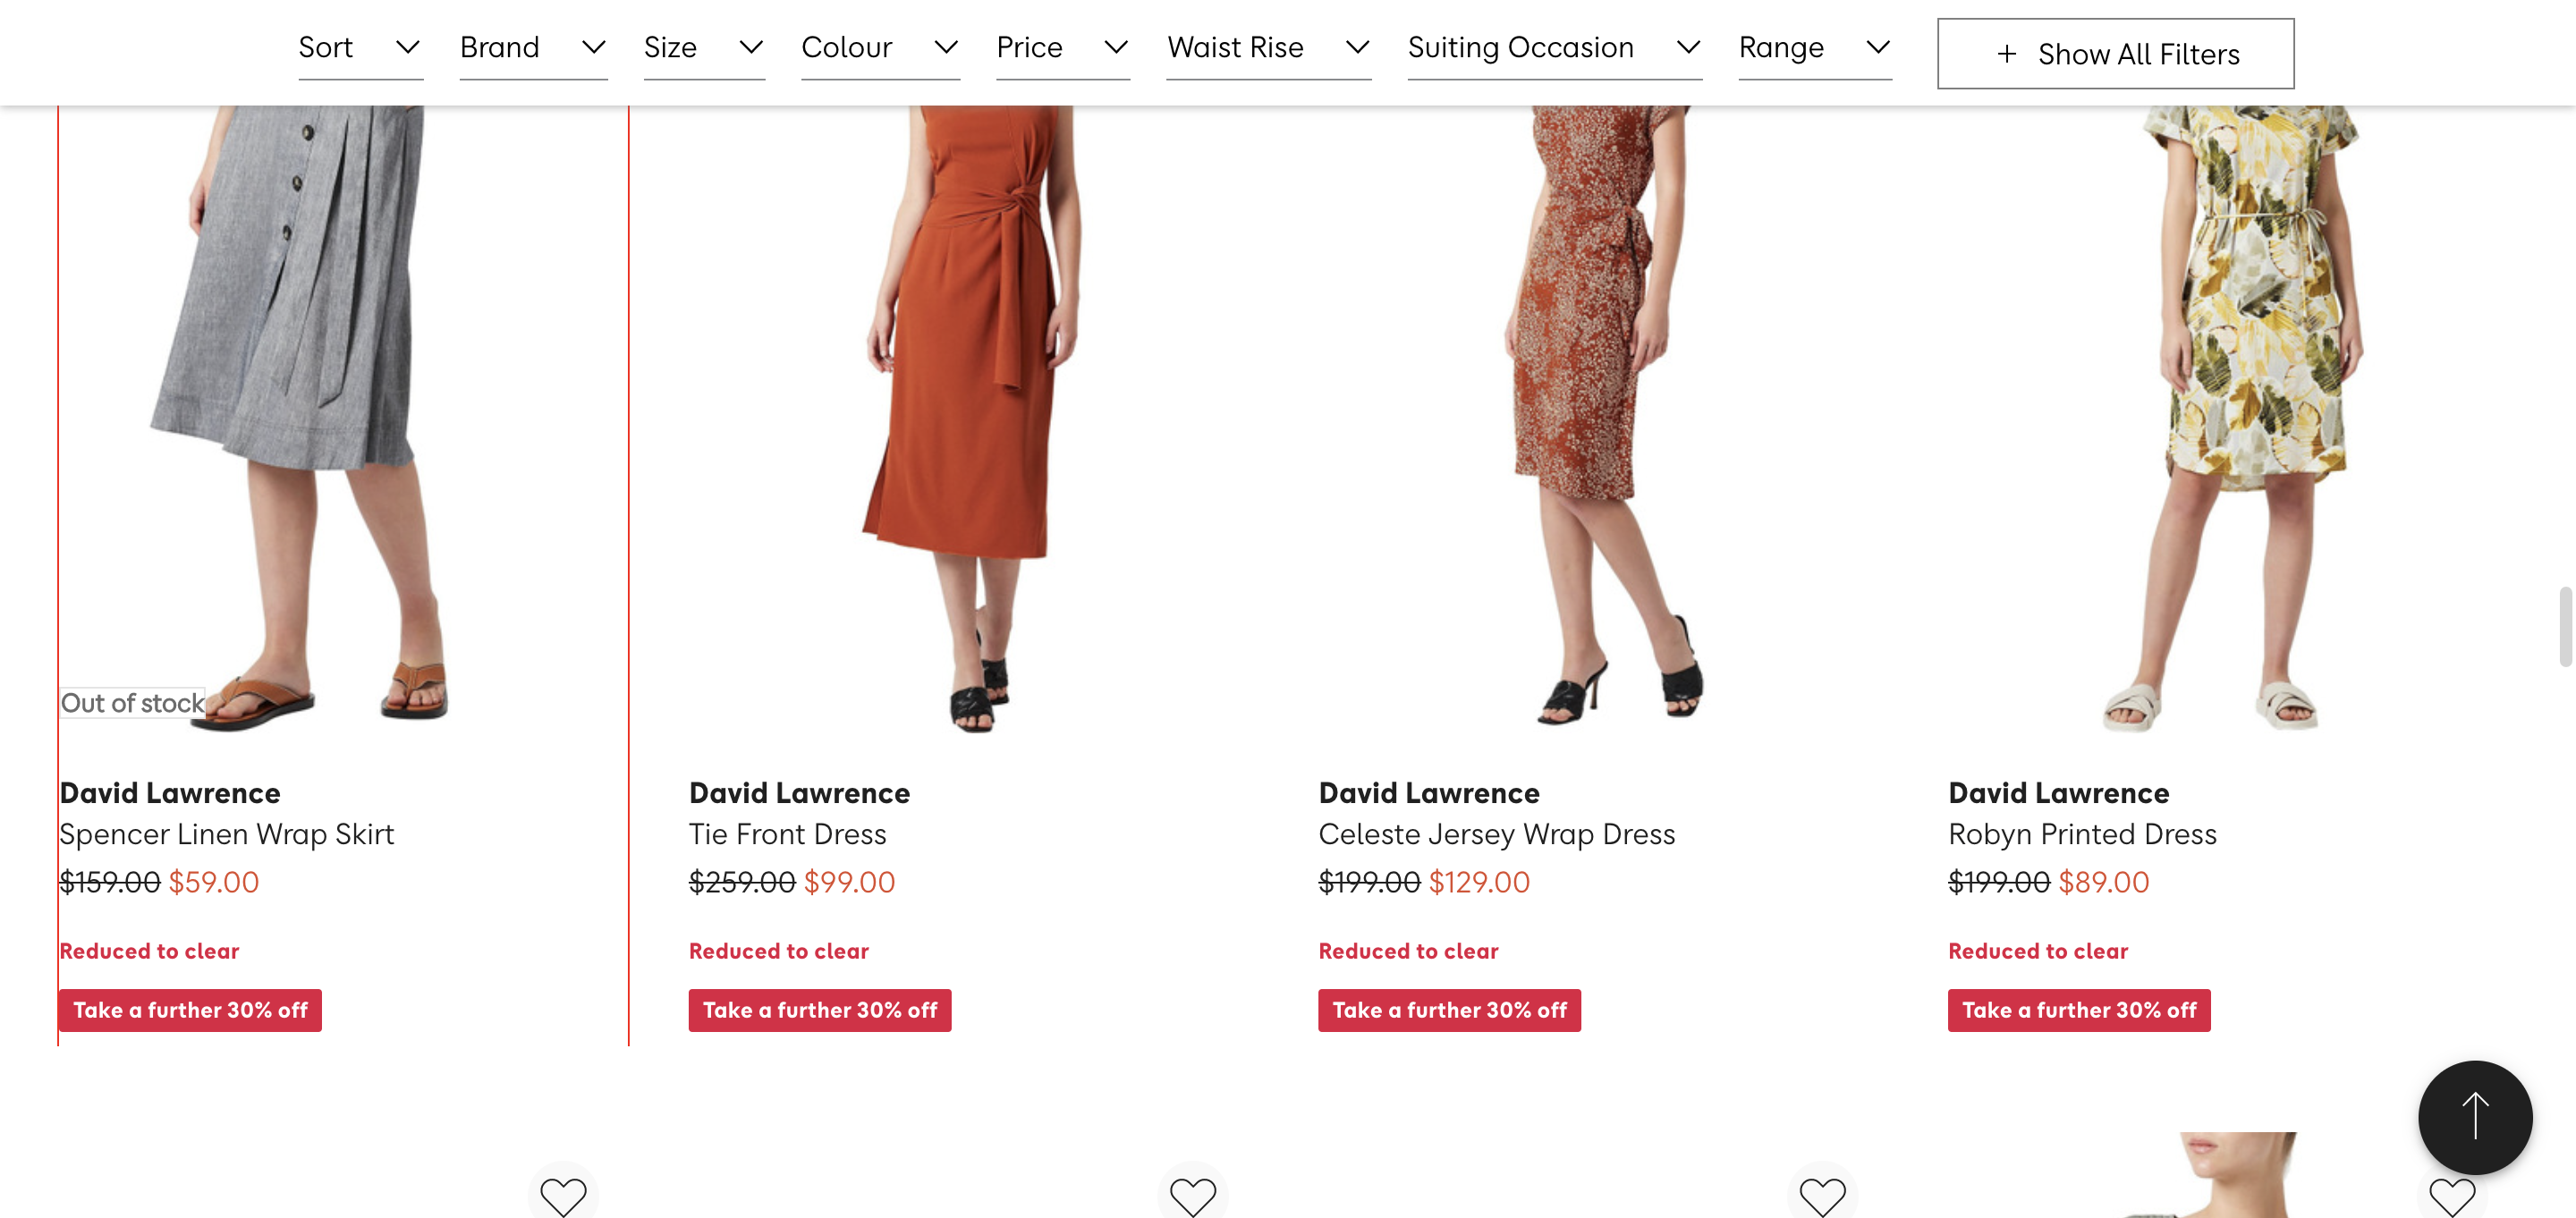 Sort
Brand
Size
Colour
Price
Waist Rise
Suiting Occasion
Range
+ Show All Filters
Out of stock
David Lawrence
Spencer Linen Wrap Skirt
$159.00 $59.00
Reduced to clear
Take a further 30% off
David Lawrence
Tie Front Dress
$259.00 $99.00
Reduced to clear
Take a further 30% off
David Lawrence
Celeste Jersey Wrap Dress
$199.00 $129.00
Reduced to clear
Take a further 30% off
David Lawrence
Robyn Printed Dress
$199.00 $89.00
Reduced to clear
Take a further 30% off